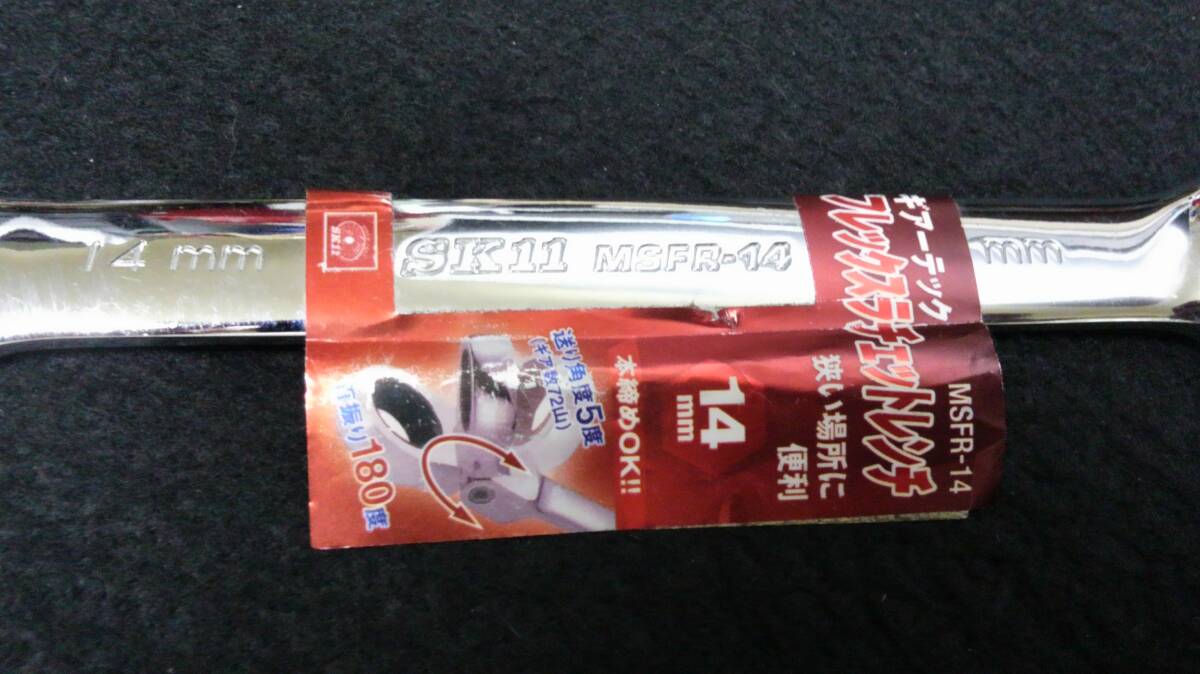 14 mm
SK11
SK11 MSFR-14
mm
MSFR-14
ギアーテック
フレックスラチェットレンチ
狭い場所に
便利
14
mm
本締めOK!!
送り角度5度
(ギア数72山)
首振り180度